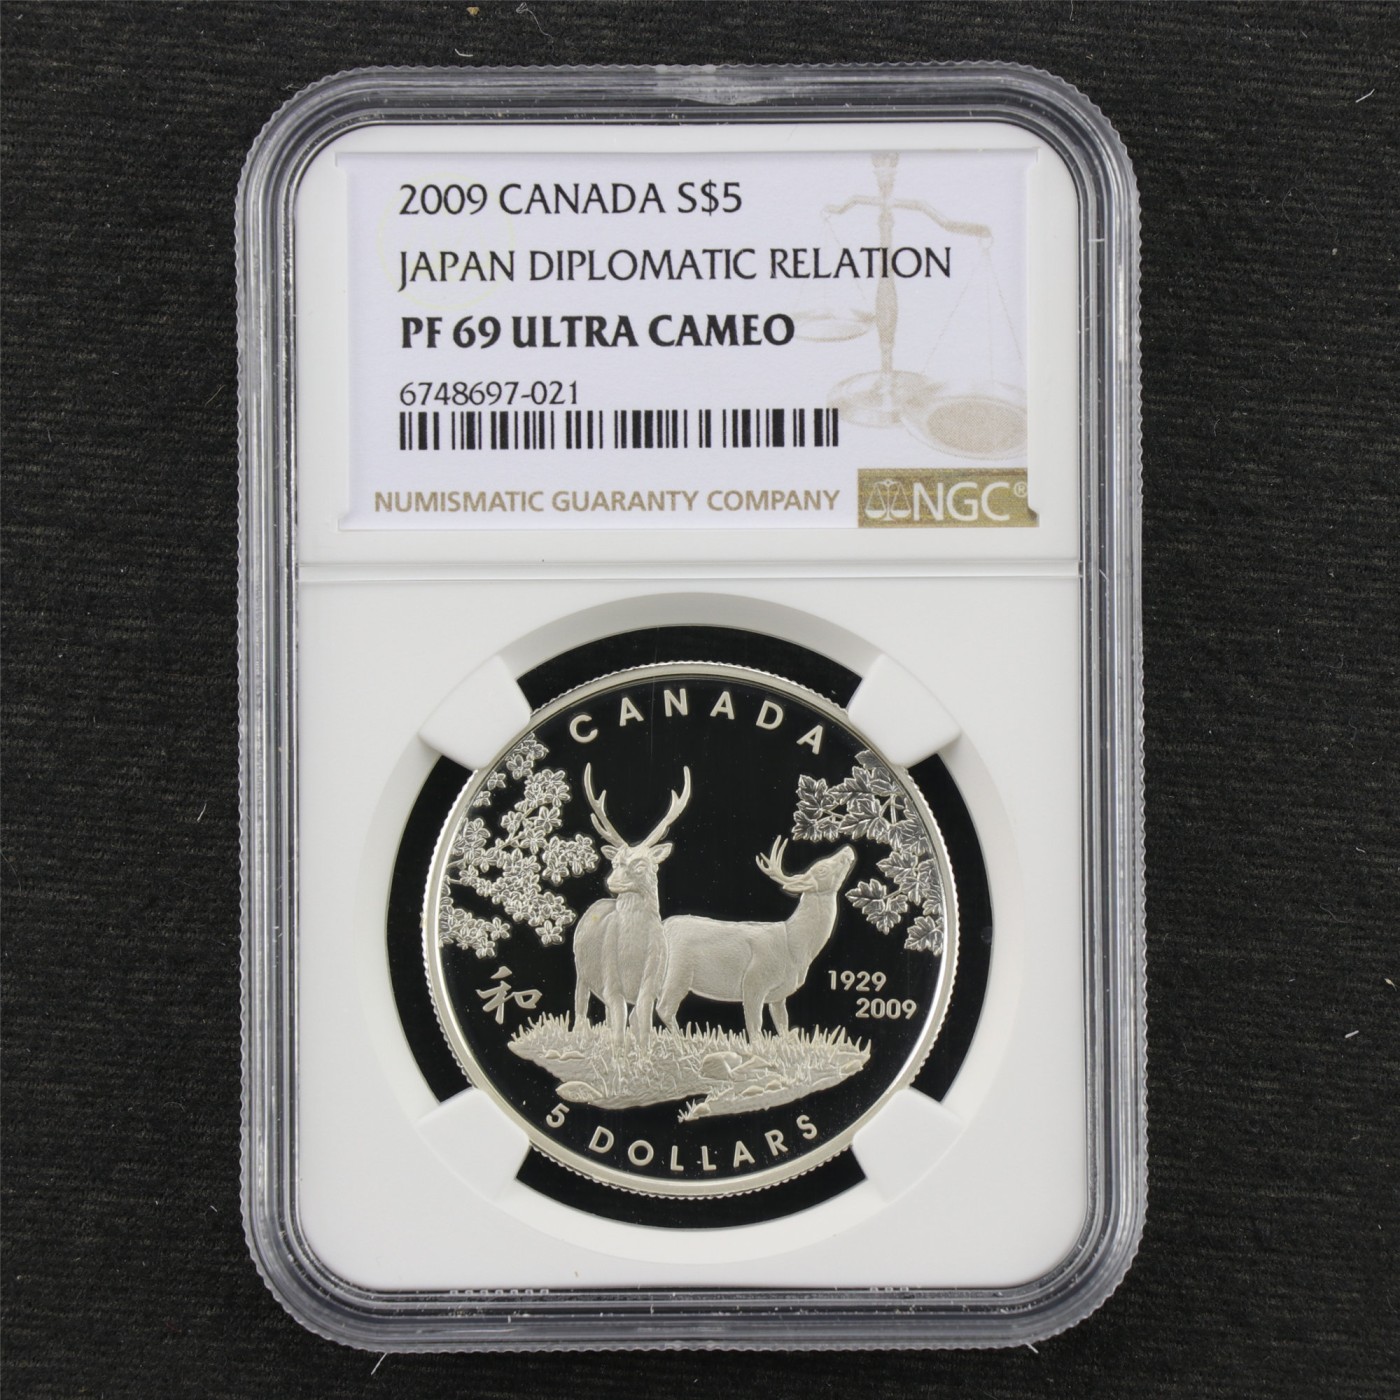 2009 CANADA S$5
JAPAN DIPLOMATIC RELATION
PF 69 ULTRA CAMEO
6748697-021
NUMISMATIC GUARANTY COMPANY
NGC®
CANADA
和
1929
2009
5 DOLLARS